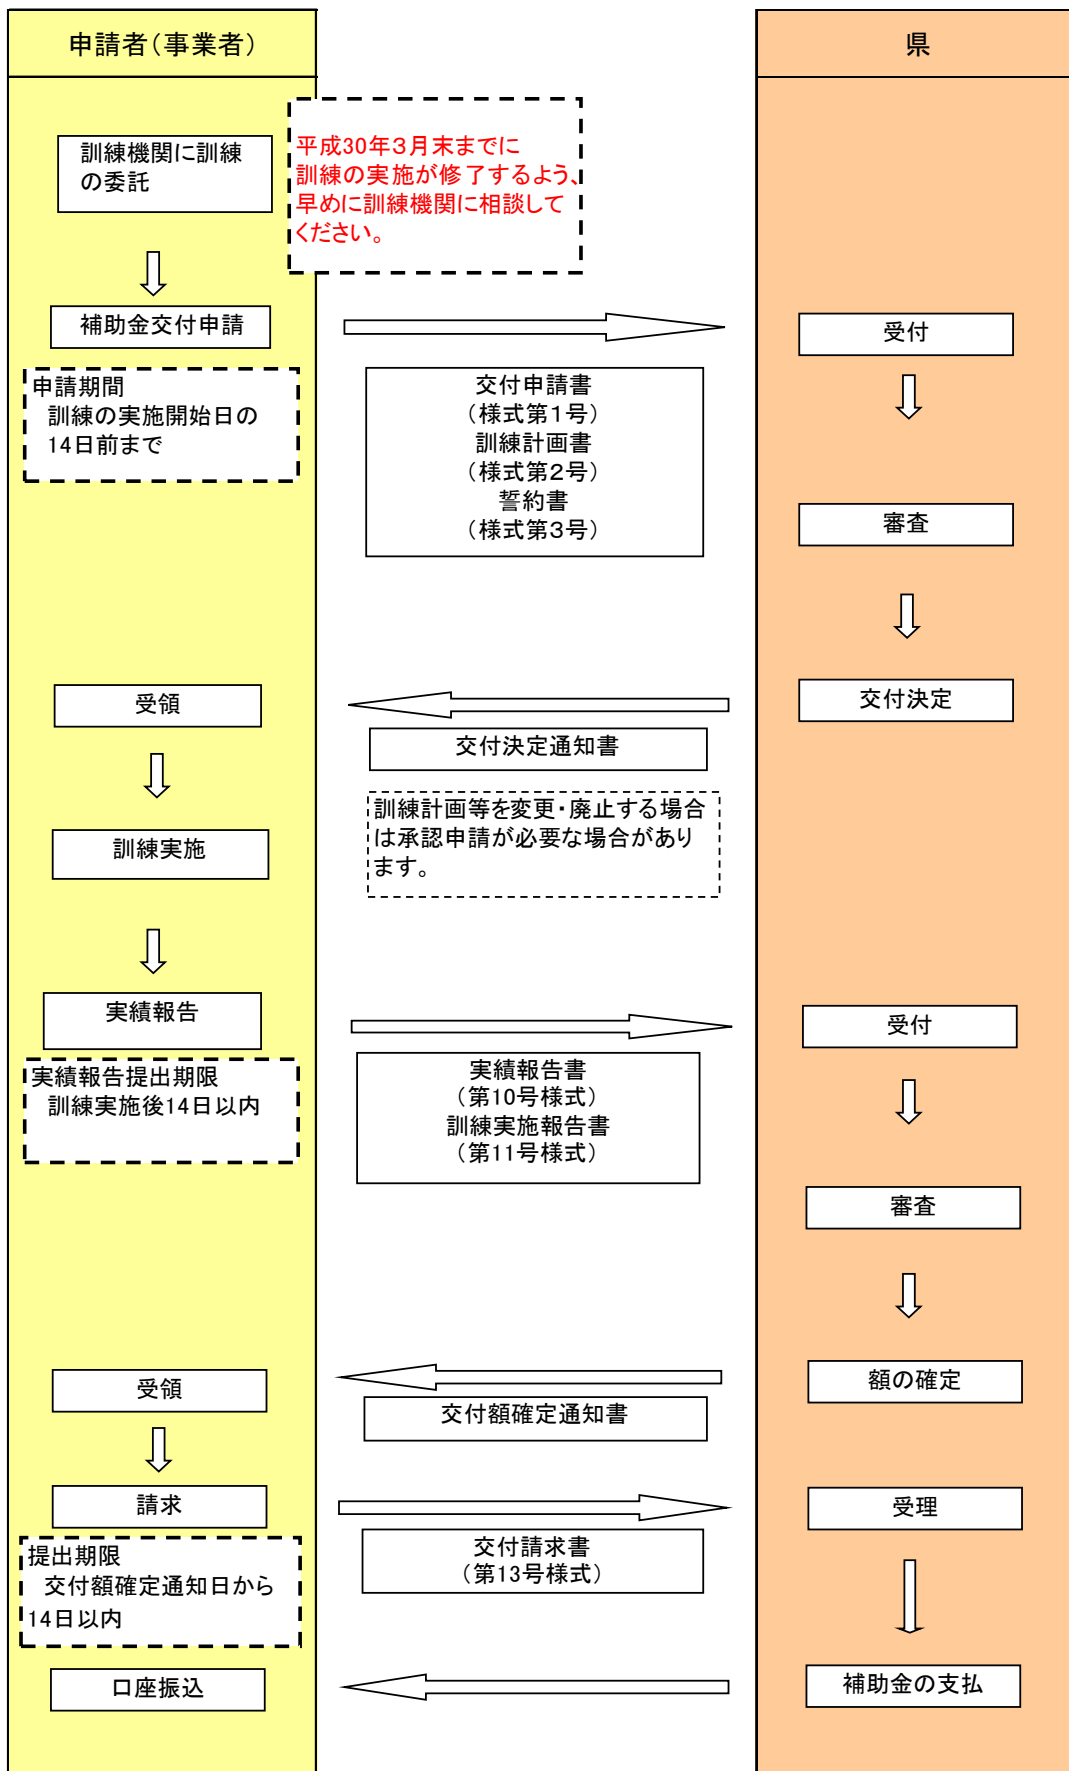 申請者（事業者）
県
訓練機関に訓練
の委託
平成30年３月末までに
訓練の実施が修了するよう、
早めに訓練機関に相談して
ください。
補助金交付申請
受付
申請期間
訓練の実施開始日の
14日前まで
交付申請書
（様式第１号）
訓練計画書
（様式第２号）
誓約書
（様式第３号）
審査
受領
交付決定
交付決定通知書
訓練計画等を変更・廃止する場合
は承認申請が必要な場合があり
ます。
訓練実施
実績報告
受付
実績報告提出期限
訓練実施後14日以内
実績報告書
（第10号様式）
訓練実施報告書
（第11号様式）
審査
受領
額の確定
交付額確定通知書
請求
受理
提出期限
交付額確定通知日から
14日以内
交付請求書
（第13号様式）
口座振込
補助金の支払